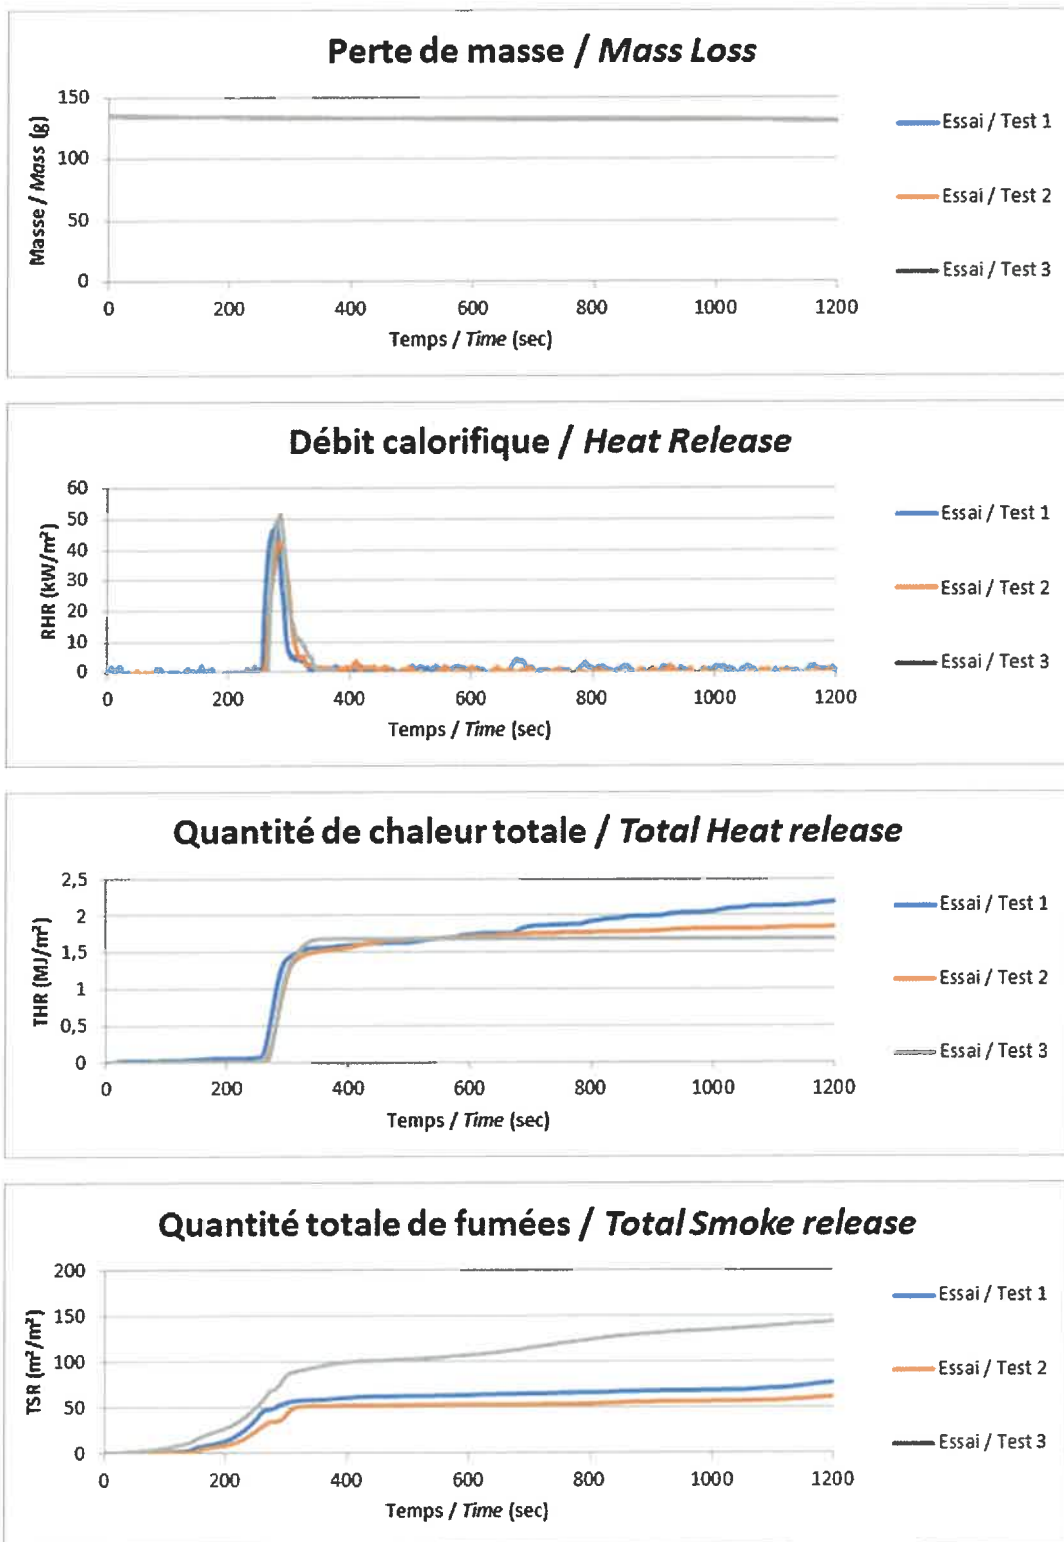 Perte de masse / Mass Loss
150
100
50
0
Masse / Mass (g)
0 200 400 600 800 1000 1200
Temps / Time (sec)
Essai / Test 1
Essai / Test 2
Essai / Test 3
Débit calorifique / Heat Release
60
50
40
30
20
10
0
RHR (kW/m²)
0 200 400 600 800 1000 1200
Temps / Time (sec)
Essai / Test 1
Essai / Test 2
Essai / Test 3
Quantité de chaleur totale / Total Heat release
2,5
2
1,5
1
0,5
0
THR (MJ/m²)
0 200 400 600 800 1000 1200
Temps / Time (sec)
Essai / Test 1
Essai / Test 2
Essai / Test 3
Quantité totale de fumées / Total Smoke release
200
150
100
50
0
TSR (m²/m²)
0 200 400 600 800 1000 1200
Temps / Time (sec)
Essai / Test 1
Essai / Test 2
Essai / Test 3